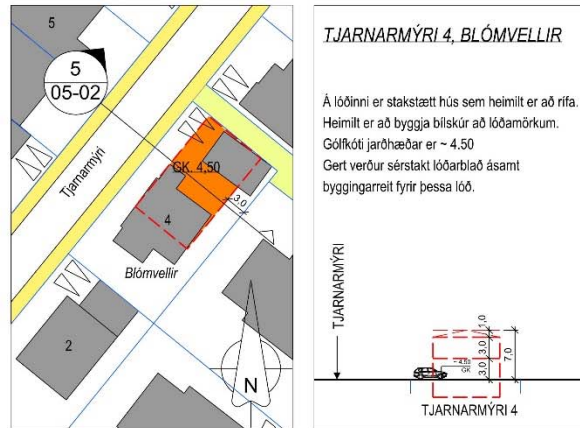 5
5
05-02
Tjarnarmýri
GK. 4,50
3,0
4
Blómvellir
2
N
TJARNARMÝRI 4, BLÓMVELLIR
Á lóðinni er stakstætt hús sem heimilt er að rífa.
Heimilt er að byggja bílskúr að lóðamörkum.
Gólfkóti jarðhæðar er ~ 4.50
Gert verður sérstakt lóðarblað ásamt
byggingarreit fyrir þessa lóð.
TJARNARMÝRI
1,0
3,0
7,0
~ 4.50
GK
3,0
TJARNARMÝRI 4